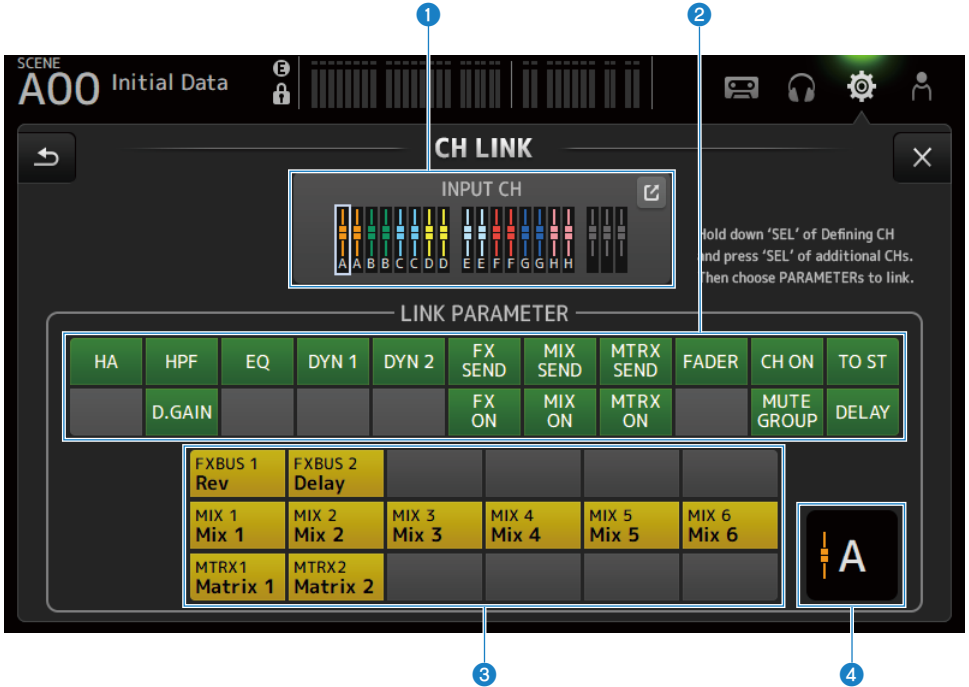 1
2
SCENE
A00 Initial Data
E
CH LINK
INPUT CH
A A B B C C D D E E F F G G H H
Hold down ‘SEL’ of Defining CH
and press ‘SEL’ of additional CHs.
Then choose PARAMETERs to link.
LINK PARAMETER
HA
HPF
EQ
DYN 1
DYN 2
FX
SEND
MIX
SEND
MTRX
SEND
FADER
CH ON
TO ST
D.GAIN
FX
ON
MIX
ON
MTRX
ON
MUTE
GROUP
DELAY
FXBUS 1
Rev
FXBUS 2
Delay
MIX 1
Mix 1
MIX 2
Mix 2
MIX 3
Mix 3
MIX 4
Mix 4
MIX 5
Mix 5
MIX 6
Mix 6
MTRX1
Matrix 1
MTRX2
Matrix 2
A
3
4